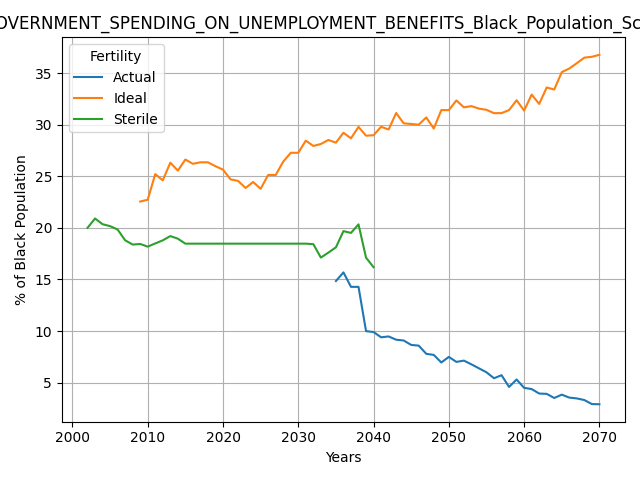 OVERNMENT_SPENDING_ON_UNEMPLOYMENT_BENEFITS_Black_Population_Sc
Fertility
Actual
Ideal
Sterile
% of Black Population
35
30
25
20
15
10
5
2000 2010 2020 2030 2040 2050 2060 2070
Years